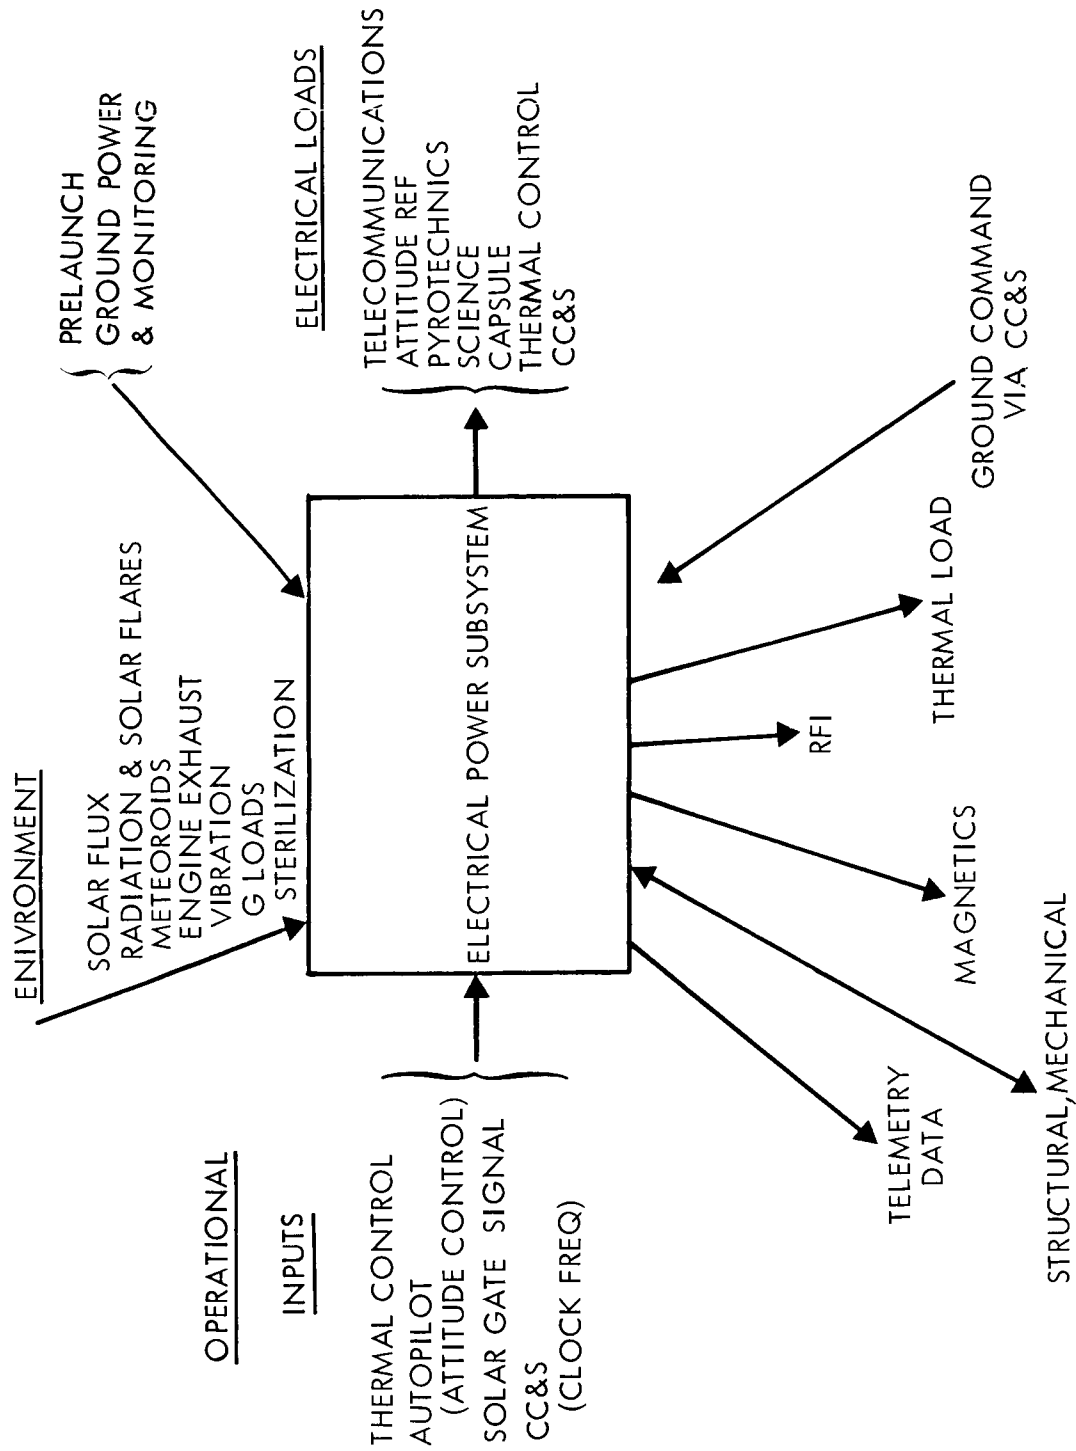 ENIVRONMENT
SOLAR FLUX
RADIATION & SOLAR FLARES
METEOROIDS
ENGINE EXHAUST
VIBRATION
G LOADS
STERILIZATION
PRELAUNCH
GROUND POWER
& MONITORING
OPERATIONAL
INPUTS
THERMAL CONTROL
AUTOPILOT
(ATTITUDE CONTROL)
SOLAR GATE SIGNAL
CC&S
(CLOCK FREQ)
ELECTRICAL POWER SUBSYSTEM
ELECTRICAL LOADS
TELECOMMUNICATIONS
ATTITUDE REF
PYROTECHNICS
SCIENCE
CAPSULE
THERMAL CONTROL
CC&S
TELEMETRY
DATA
STRUCTURAL, MECHANICAL
MAGNETICS
RFI
THERMAL LOAD
GROUND COMMAND
VIA CC&S